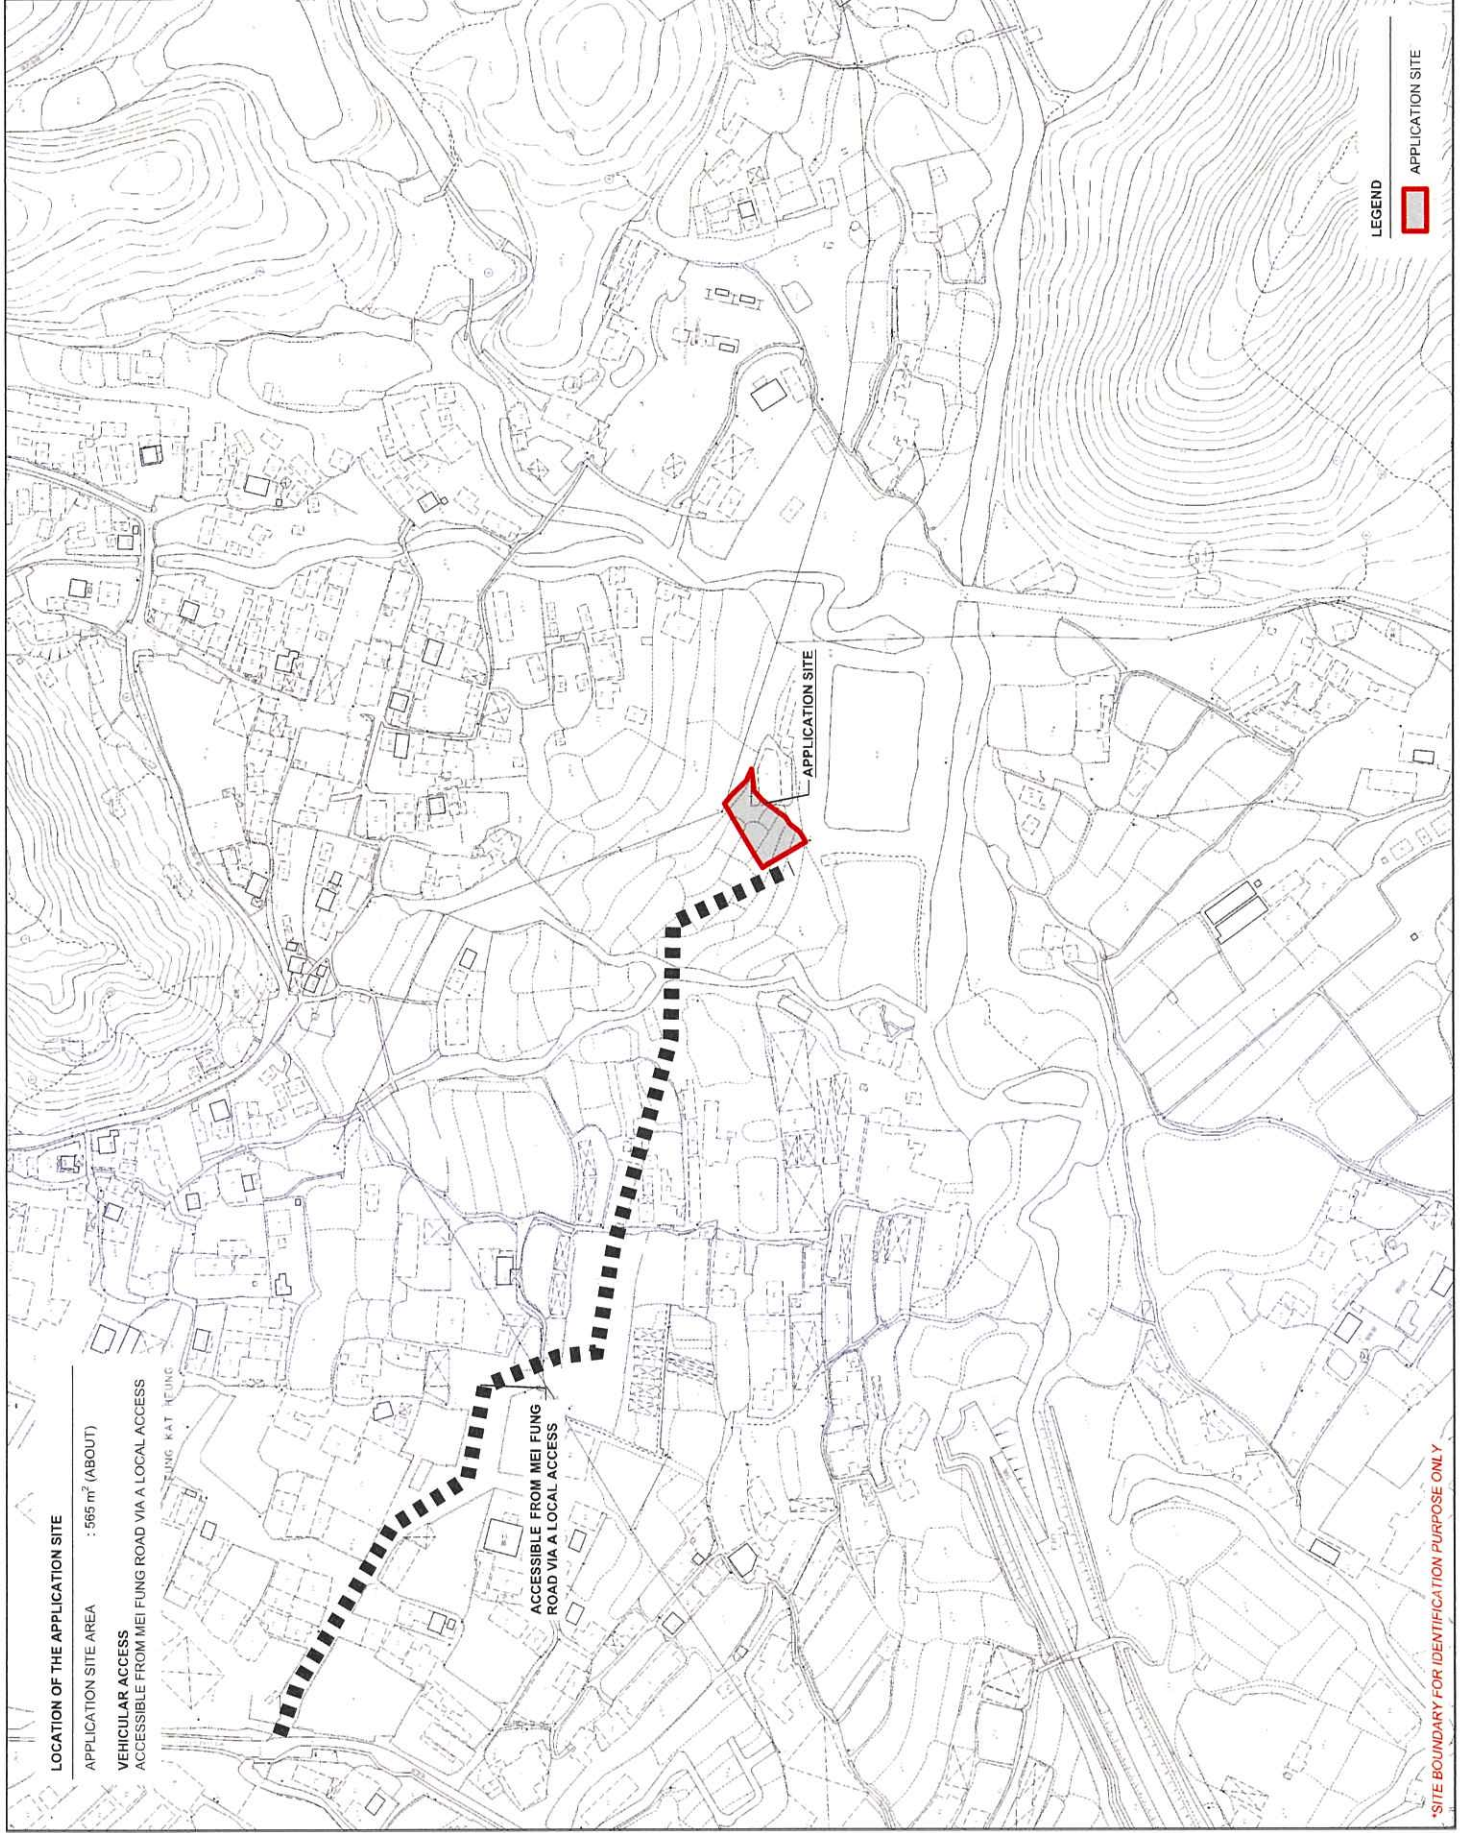 LOCATION OF THE APPLICATION SITE
APPLICATION SITE AREA : 565 m² (ABOUT)
VEHICULAR ACCESS
ACCESSIBLE FROM MEI FUNG ROAD VIA A LOCAL ACCESS
ACCESSIBLE FROM MEI FUNG
ROAD VIA A LOCAL ACCESS
APPLICATION SITE
LEGEND
APPLICATION SITE
*SITE BOUNDARY FOR IDENTIFICATION PURPOSE ONLY